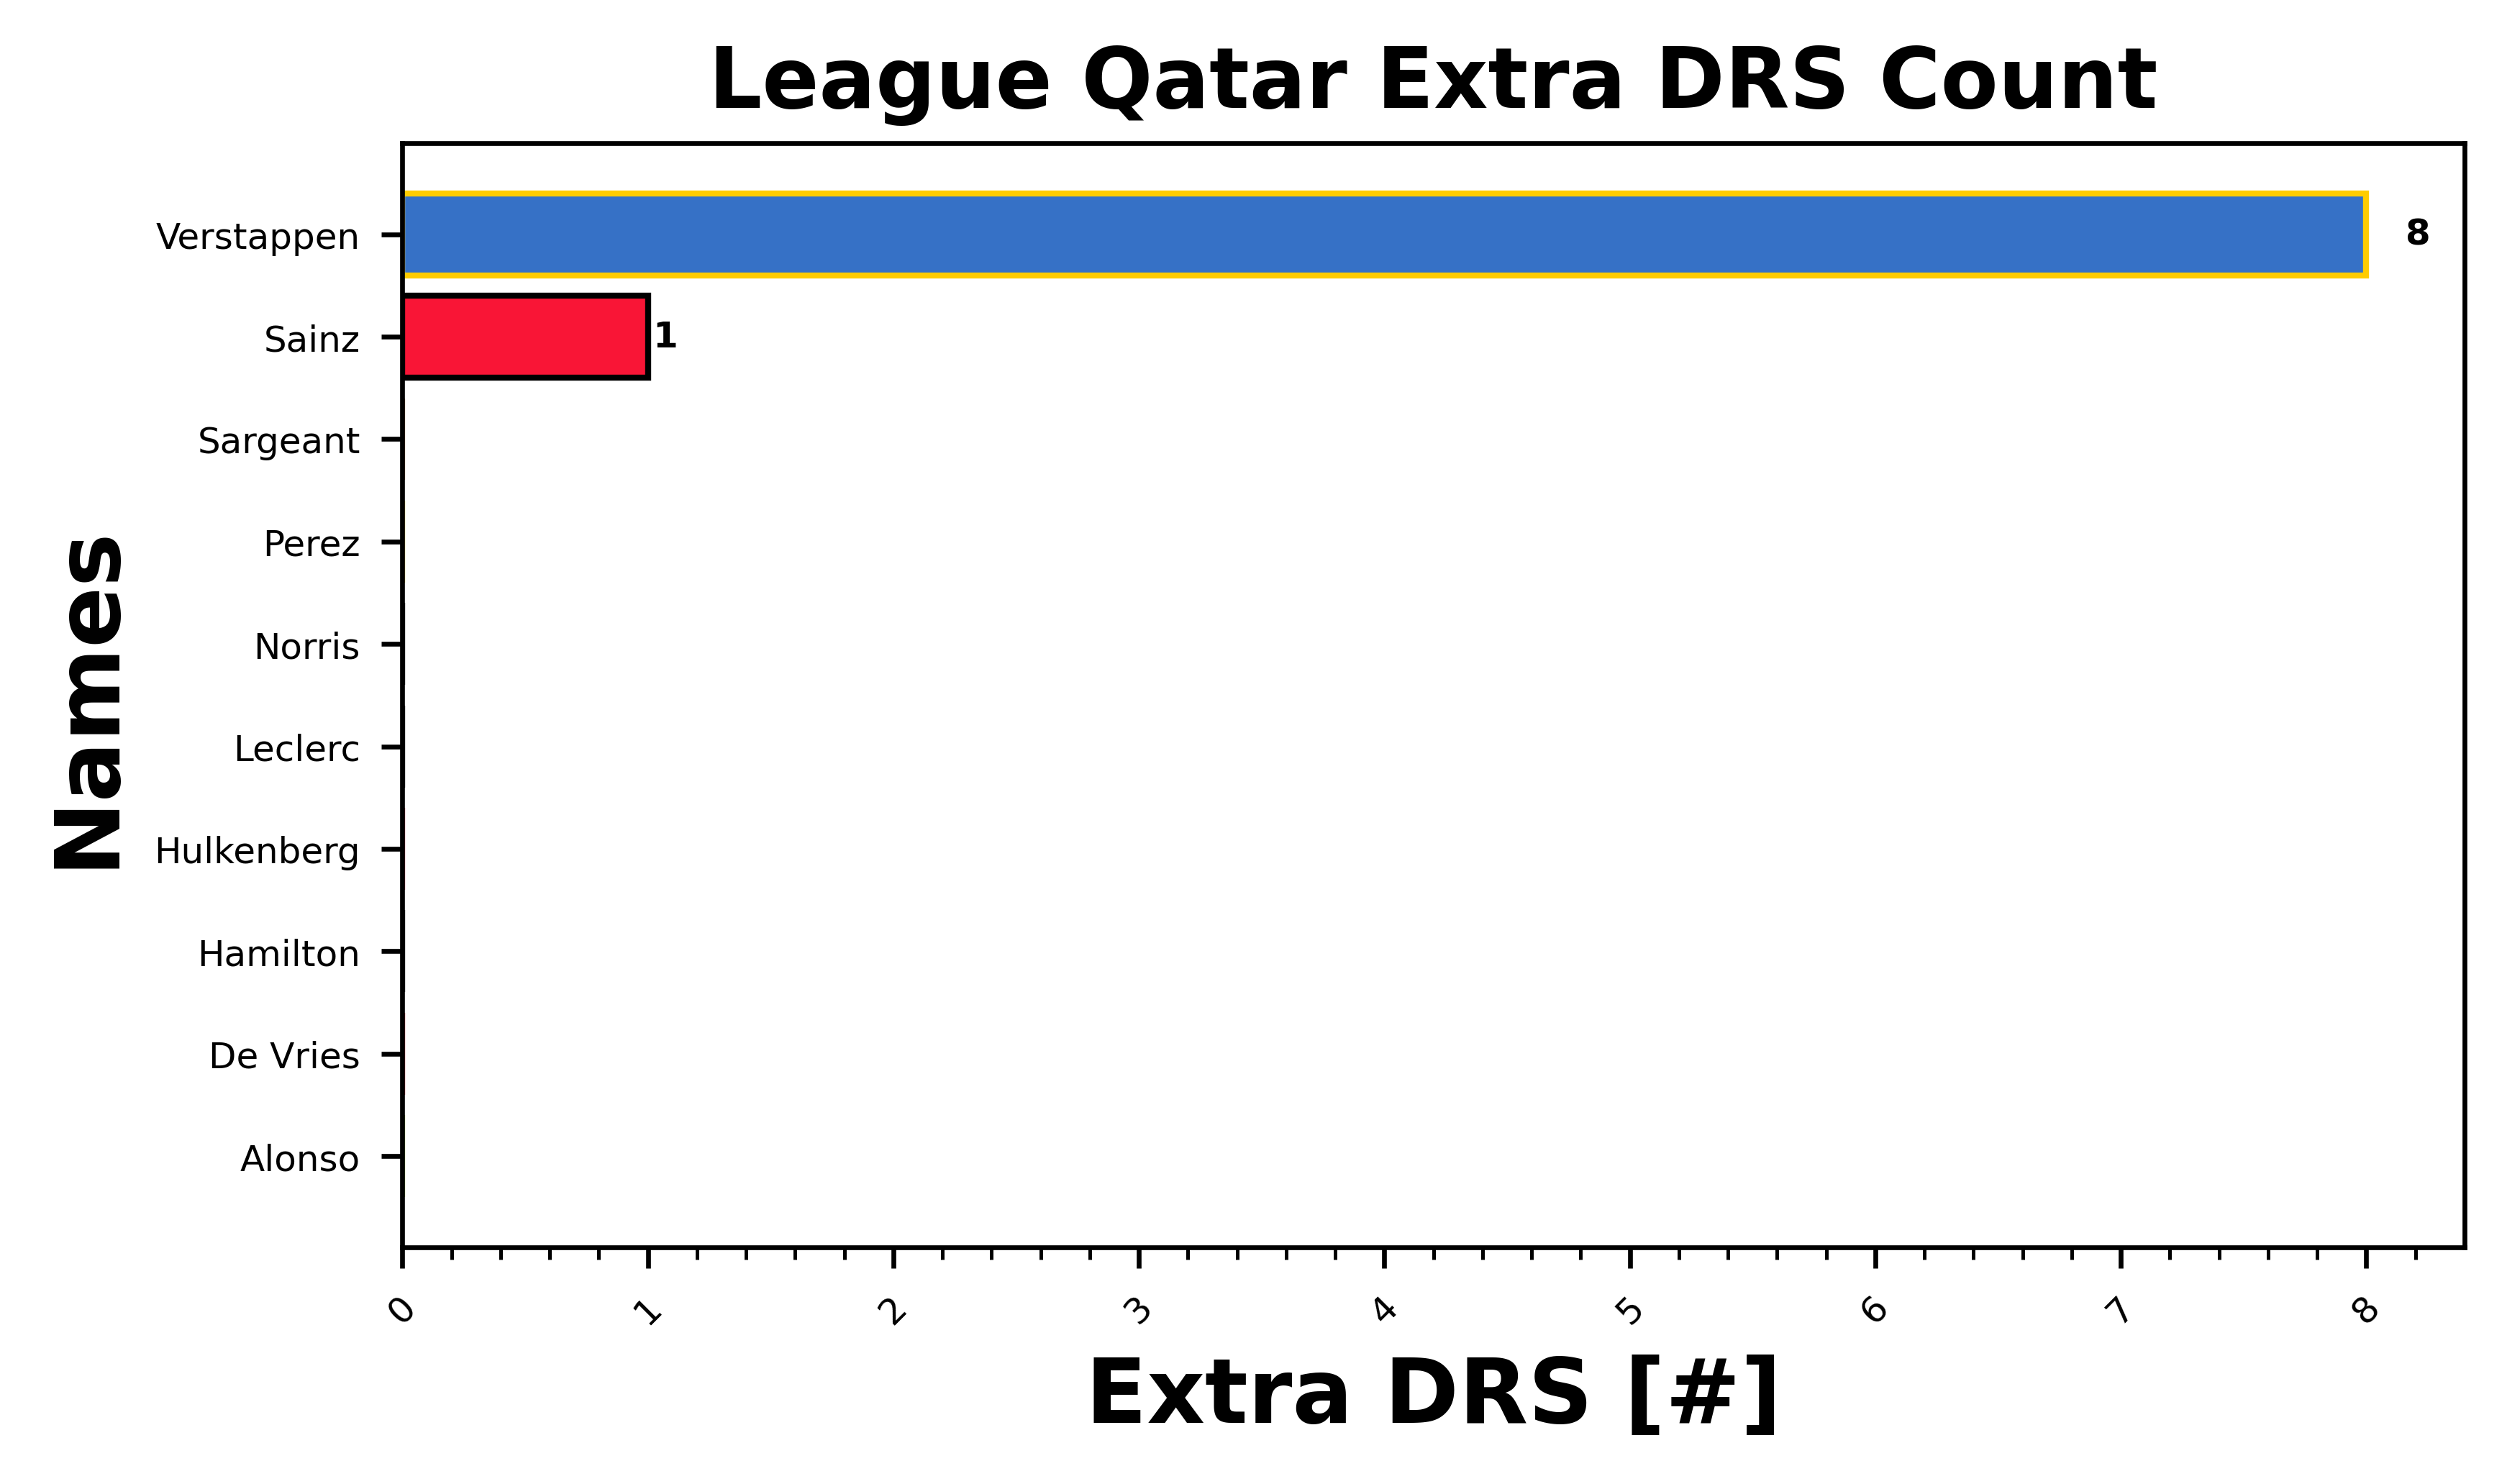 League Qatar Extra DRS Count
Names
Verstappen
8
Sainz
1
Sargeant
Perez
Norris
Leclerc
Hulkenberg
Hamilton
De Vries
Alonso
0 1 2 3 4 5 6 7 8
Extra DRS [#]